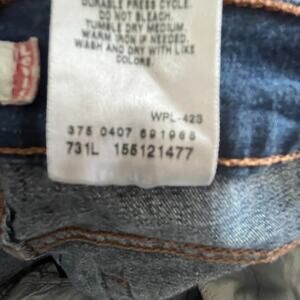 DURABLE PRESS CYCLE.
DO NOT BLEACH.
TUMBLE DRY MEDIUM.
WARM IRON IF NEEDED.
WASH AND DRY WITH LIKE
COLORS.
WPL-423
375 0407 691968
731L 155121477